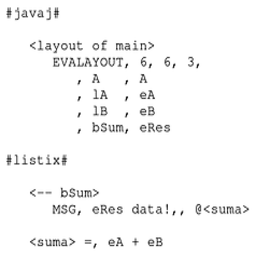 #javaj#
<layout of main>
EVALAYOUT, 6, 6, 3,
, A , A
, lA , eA
, lB , eB
, bSum, eRes
#listix#
<-- bSum>
MSG, eRes data!,, @<suma>
<suma> =, eA + eB